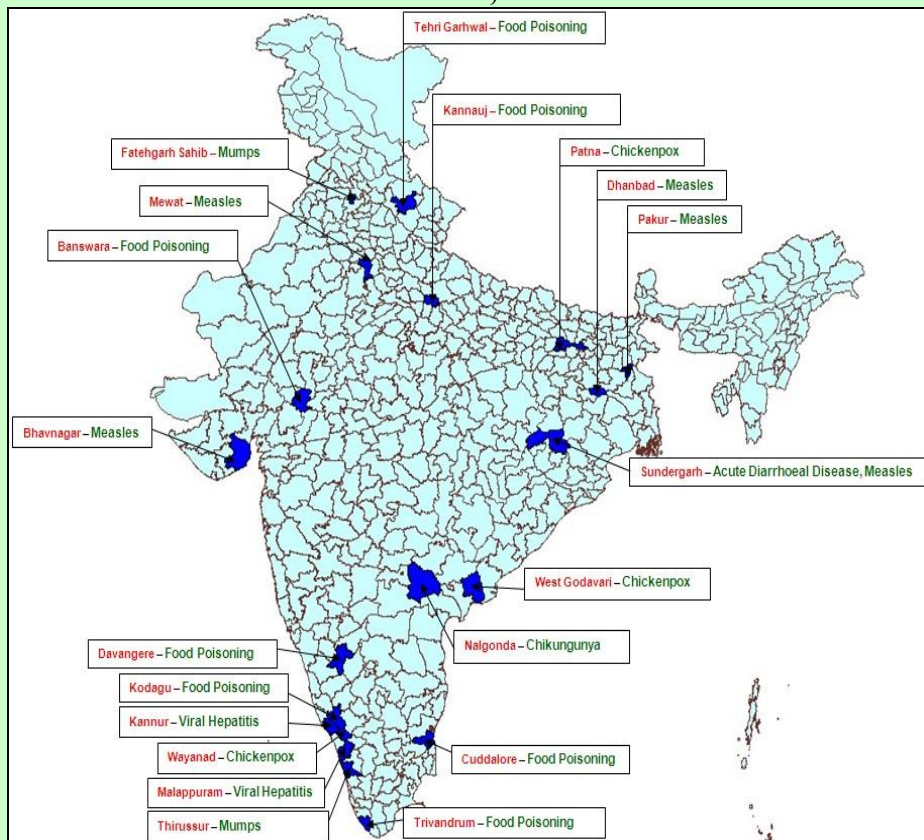 Tehri Garhwal – Food Poisoning
Kannauj – Food Poisoning
Fatehgarh Sahib – Mumps
Patna – Chickenpox
Dhanbad – Measles
Mewat – Measles
Pakur – Measles
Banswara – Food Poisoning
Bhavnagar – Measles
Sundergarh – Acute Diarrhoeal Disease, Measles
West Godavari – Chickenpox
Nalgonda – Chikungunya
Davangere – Food Poisoning
Kodagu – Food Poisoning
Kannur – Viral Hepatitis
Wayanad – Chickenpox
Cuddalore – Food Poisoning
Malappuram – Viral Hepatitis
Thirussur – Mumps
Trivandrum – Food Poisoning